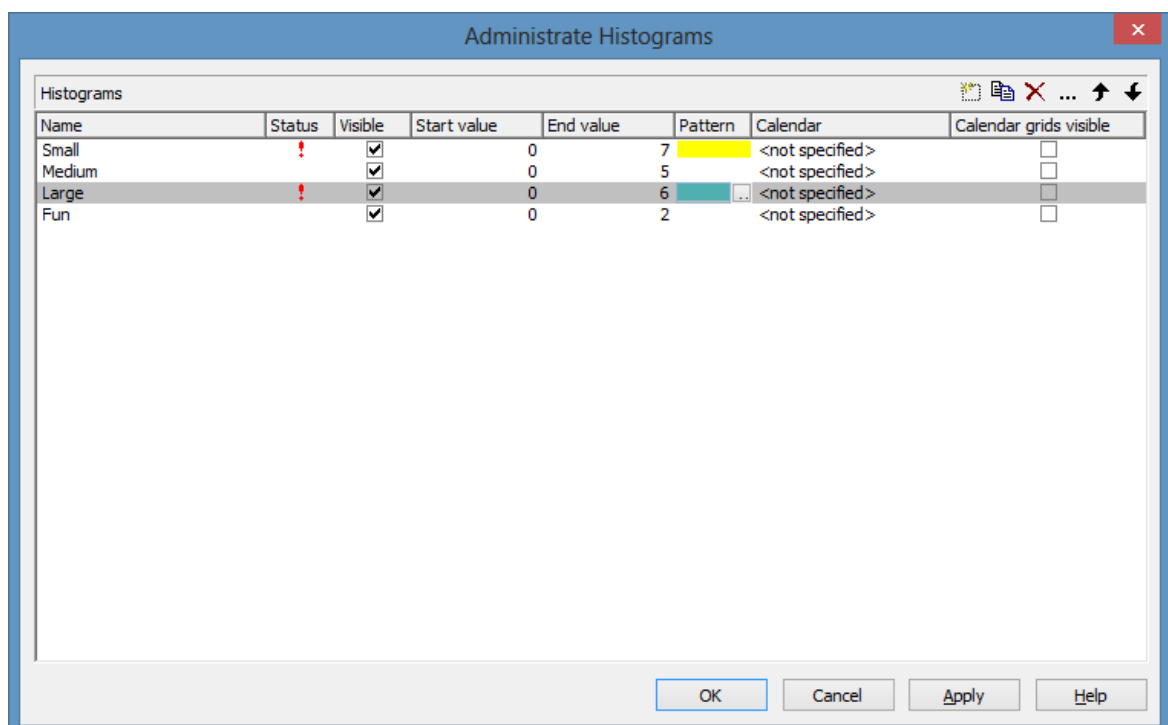 Administrate Histograms
Histograms
Name Status Visible Start value End value Pattern Calendar Calendar grids visible
Small ! 0 7 <not specified>
Medium 0 5 <not specified>
Large ! 0 6 .. <not specified>
Fun 0 2 <not specified>
OK Cancel Apply Help